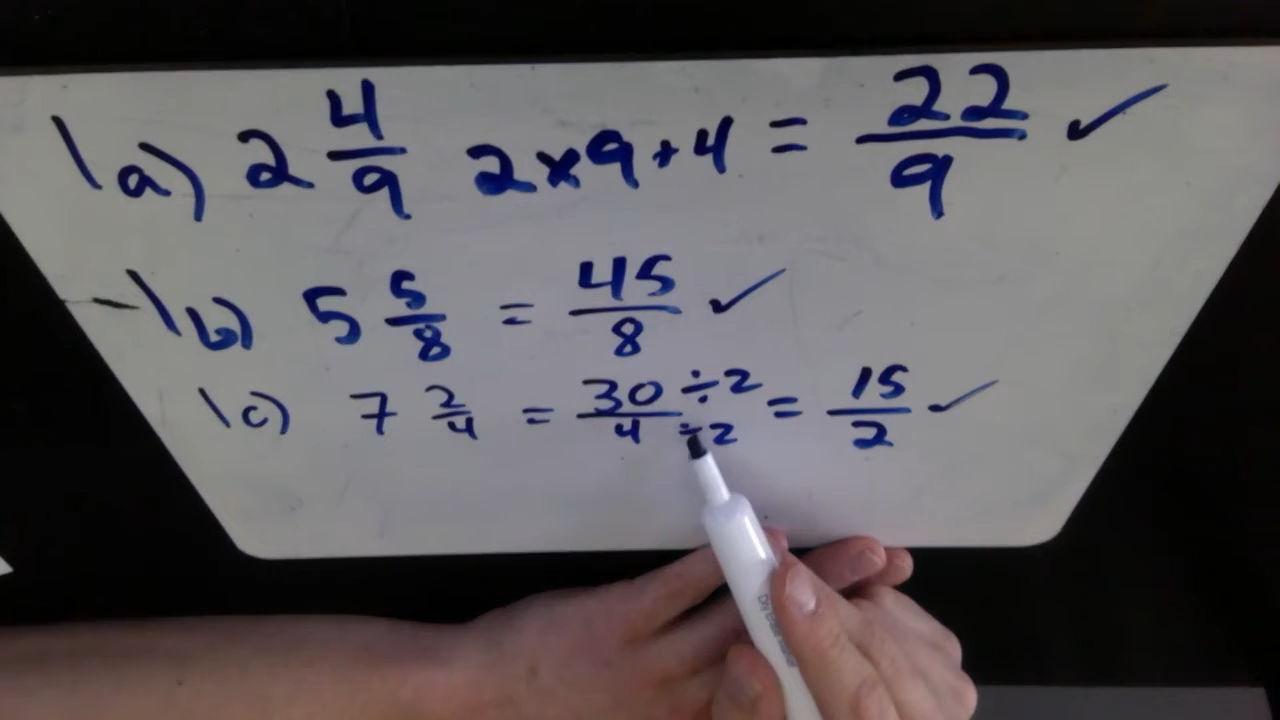 1a) 2 4/9 2×9+4 = 22/9 ✓
1b) 5 5/8 = 45/8 ✓
1c) 7 2/4 = 30÷2/4÷2 = 15/2 ✓